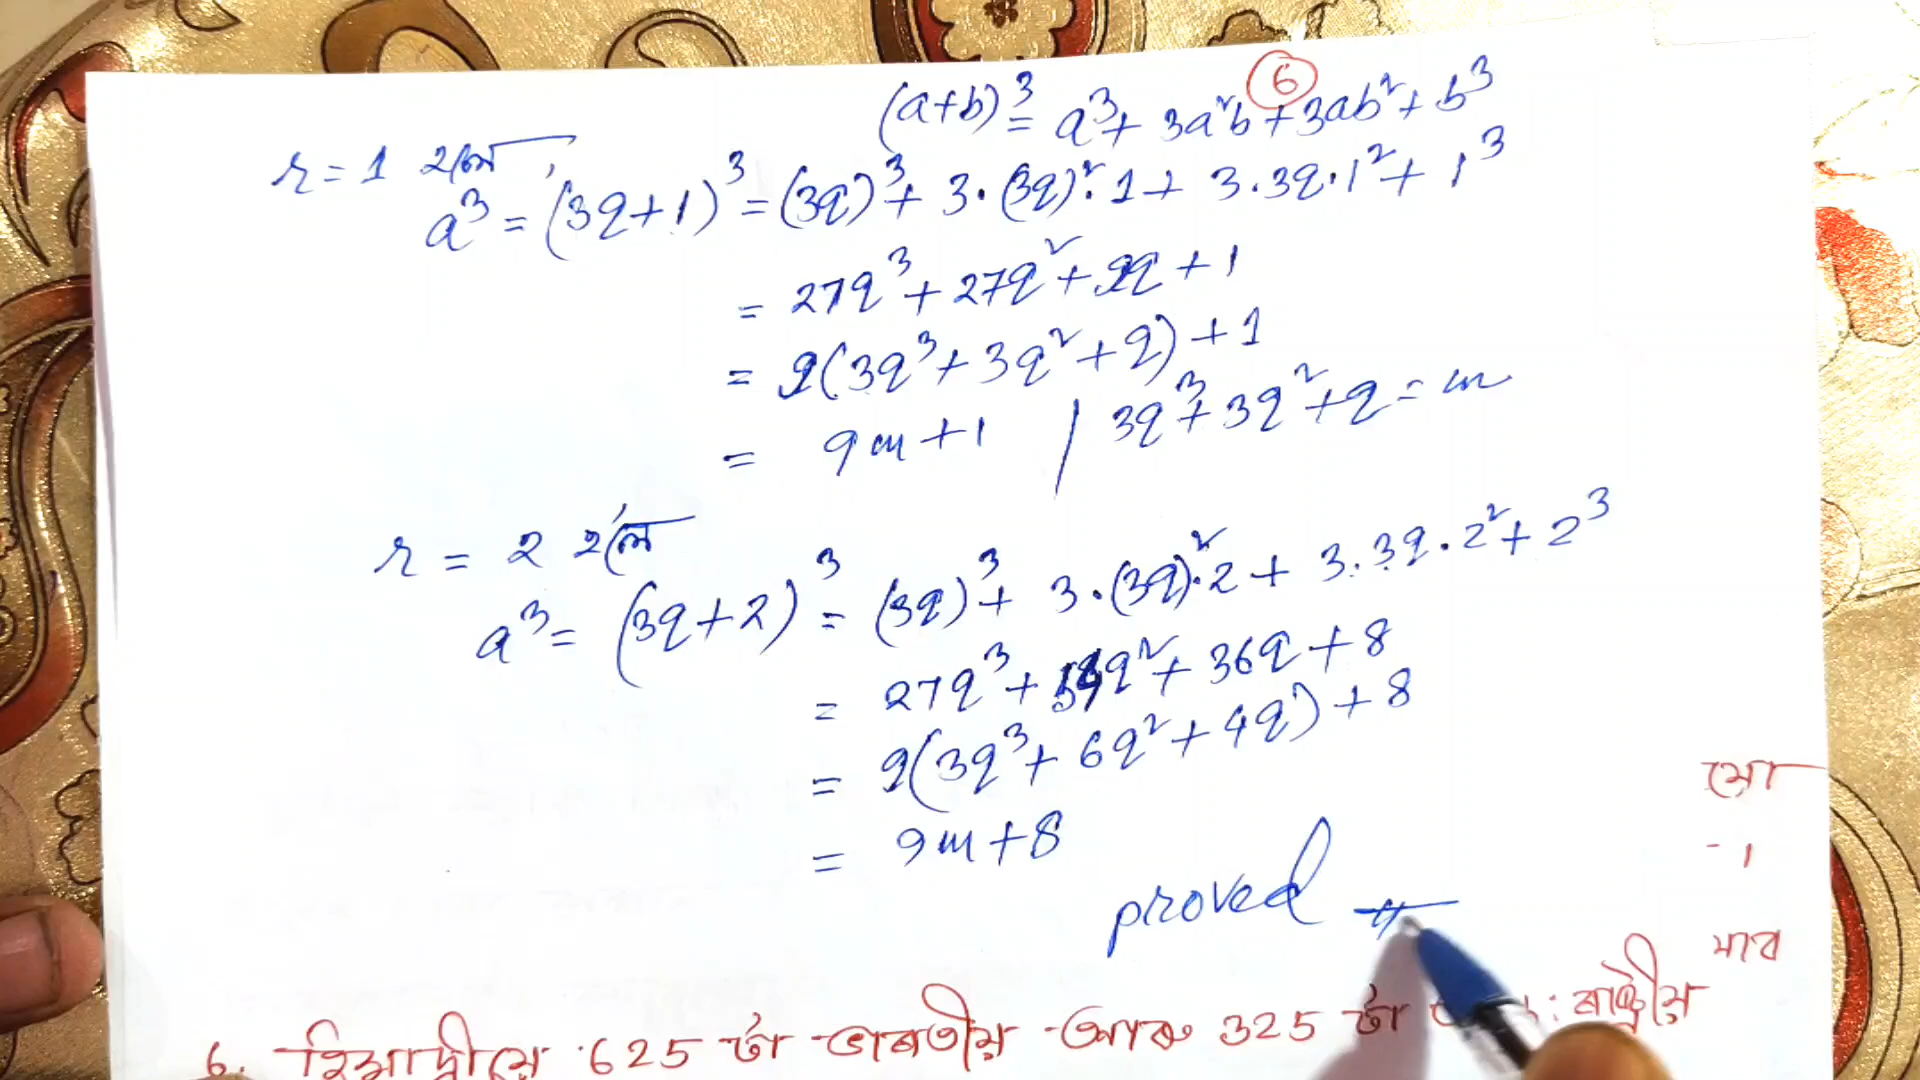 6
(a+b)³ = a³ + 3a²b + 3ab² + b³
r = 1 হলে,
a³ = (3q+1)³ = (3q)³ + 3·(3q)²·1 + 3·3q·1² + 1³
= 27q³ + 27q² + 9q + 1
= 9(3q³ + 3q² + q) + 1
= 9m + 1 / 3q³ + 3q² + q = m
r = 2 হ'লে
a³ = (3q+2)³ = (3q)³ + 3·(3q)²·2 + 3·3q·2² + 2³
= 27q³ + 54q² + 36q + 8
= 9(3q³ + 6q² + 4q) + 8
= 9m + 8
proved
6. হিমাদ্ৰীয়ে 625 টা ভাৰতীয় আৰু 325 টা ৰাষ্ট্ৰীয়